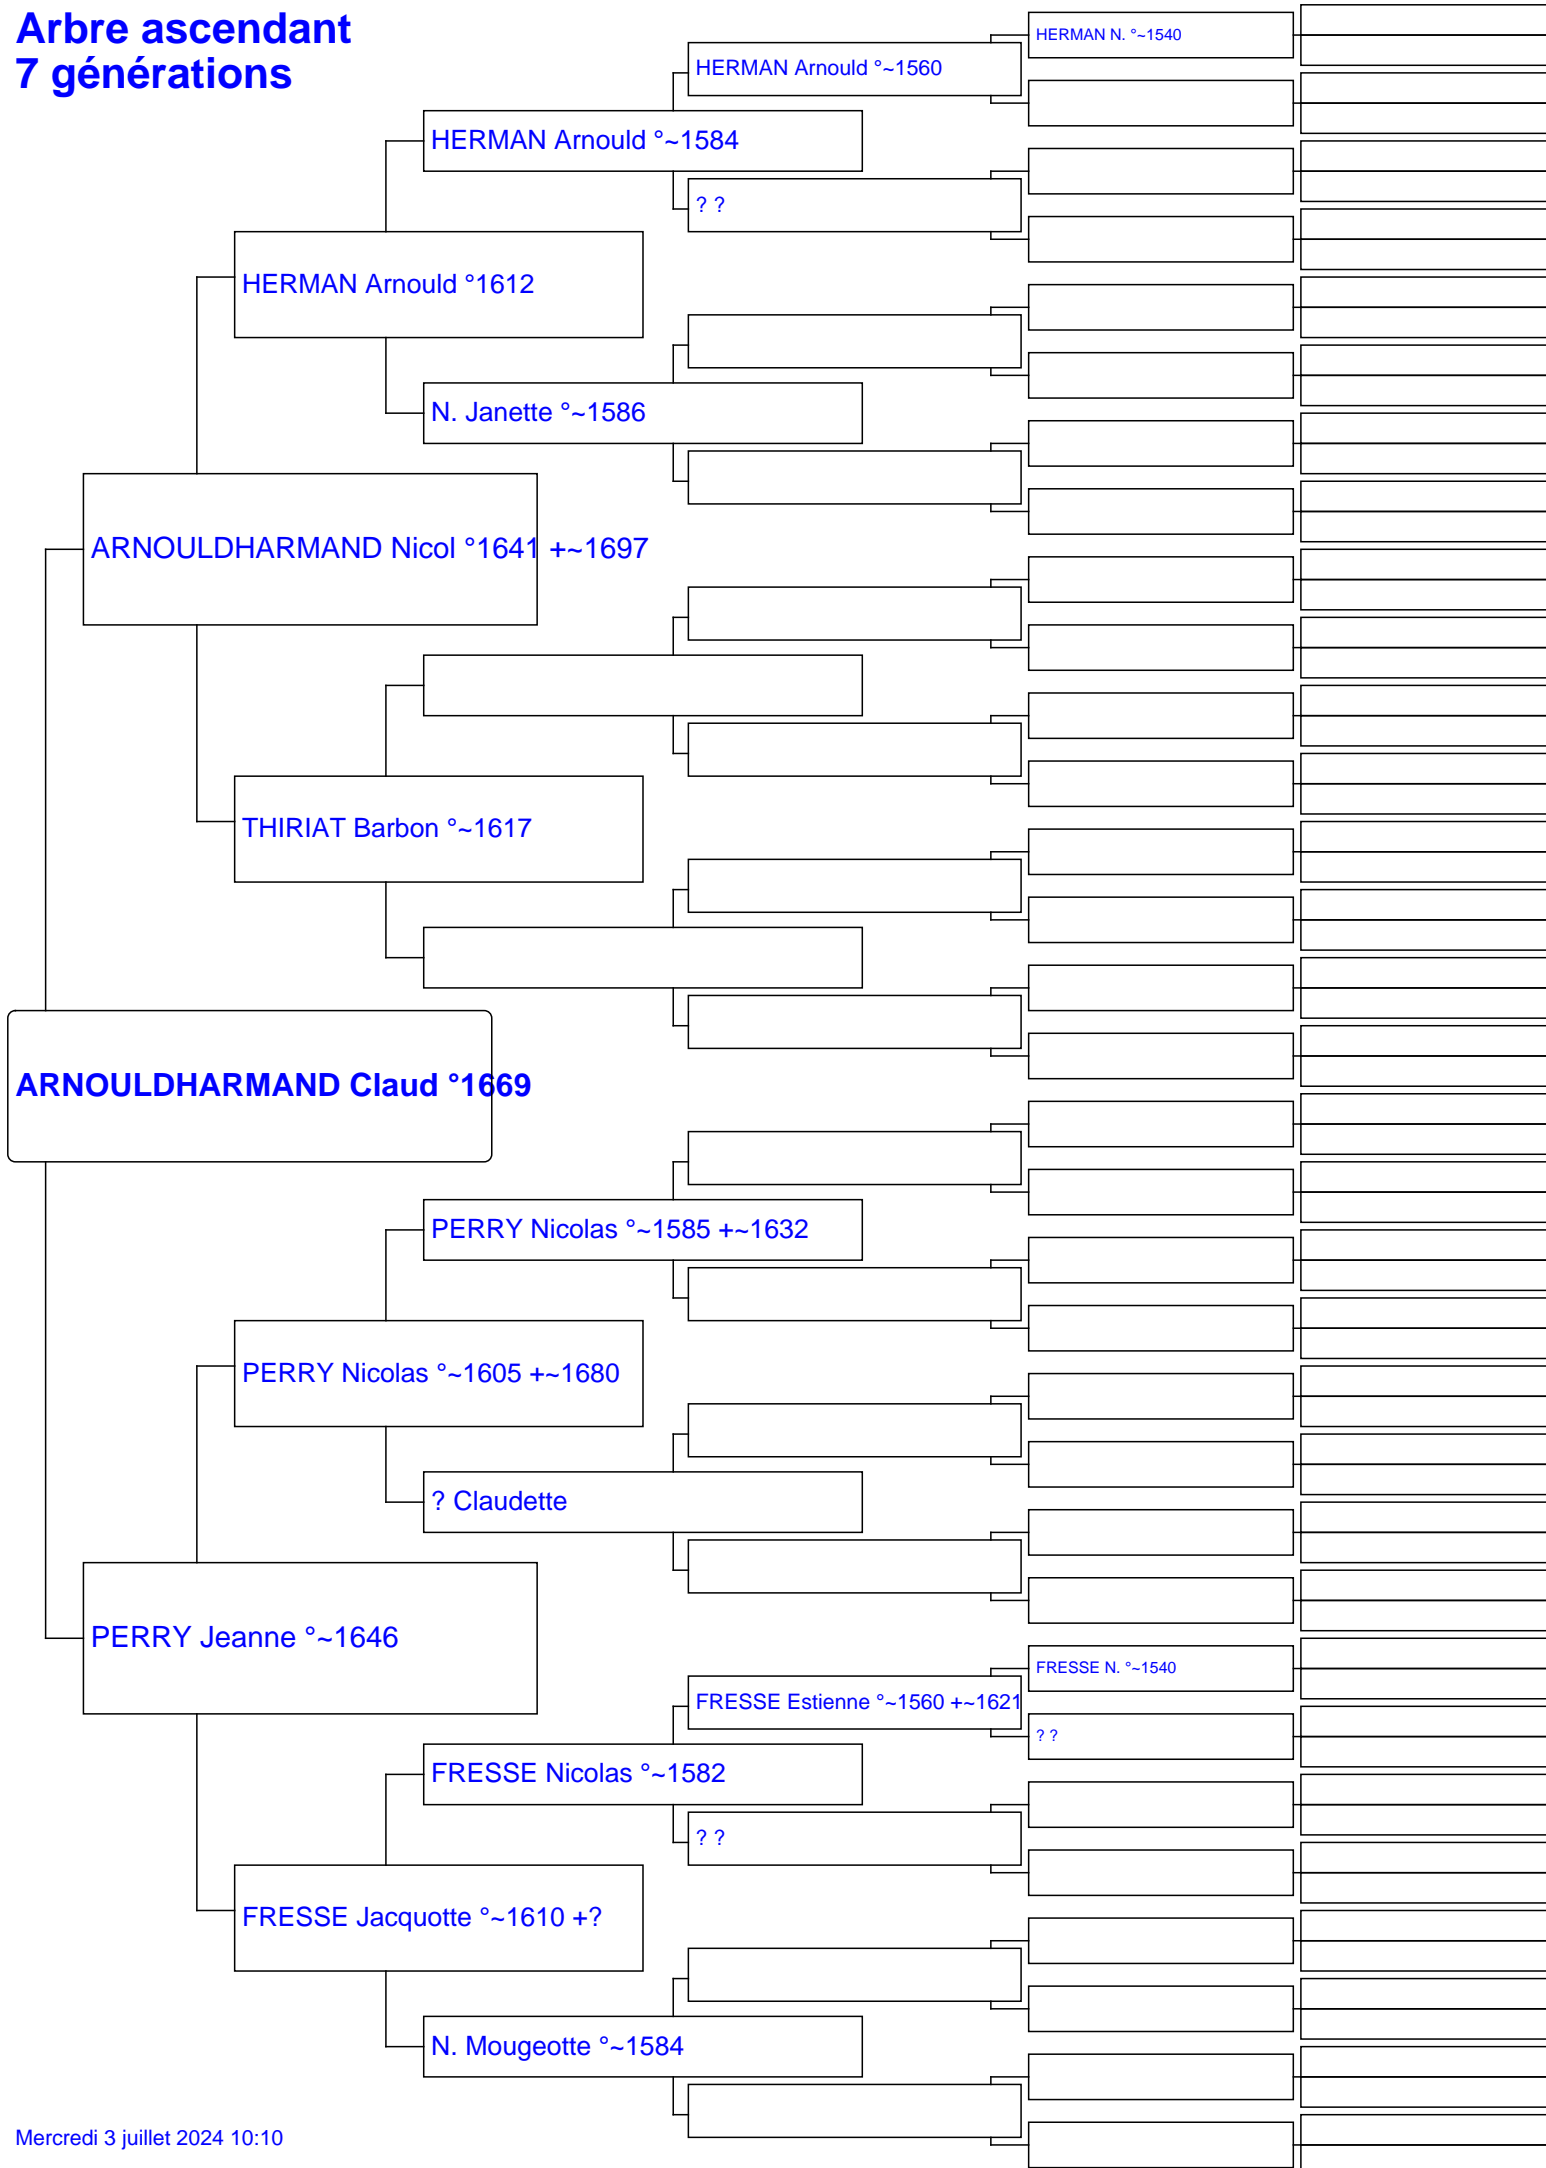 Arbre ascendant
7 générations
HERMAN N. °~1540
HERMAN Arnould °~1560
HERMAN Arnould °~1584
? ?
HERMAN Arnould °1612
N. Janette °~1586
ARNOULDHARMAND Nicol °1641 +~1697
THIRIAT Barbon °~1617
ARNOULDHARMAND Claud °1669
PERRY Nicolas °~1585 +~1632
PERRY Nicolas °~1605 +~1680
? Claudette
PERRY Jeanne °~1646
FRESSE N. °~1540
FRESSE Estienne °~1560 +~1621
? ?
FRESSE Nicolas °~1582
? ?
FRESSE Jacquotte °~1610 +?
N. Mougeotte °~1584
Mercredi 3 juillet 2024 10:10